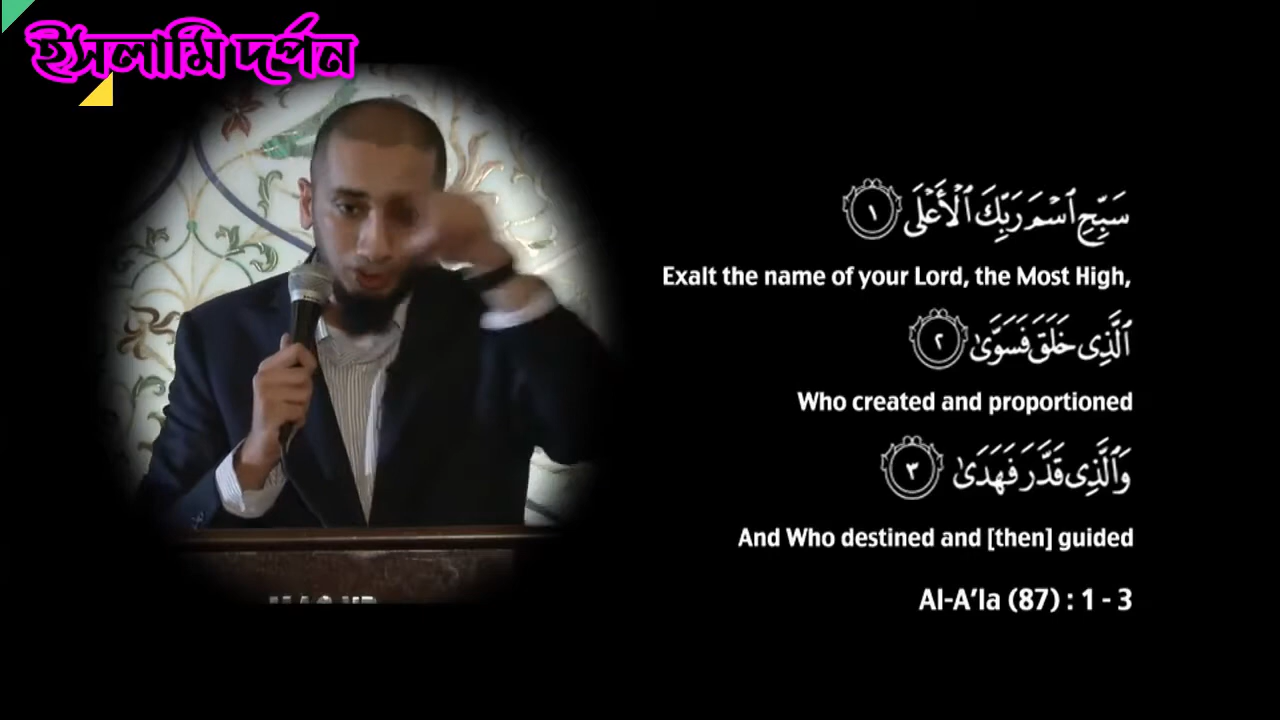 ইসলামি দর্পন
سَبِّحِ ٱسْمَ رَبِّكَ ٱلْأَعْلَى ١
Exalt the name of your Lord, the Most High,
ٱلَّذِى خَلَقَ فَسَوَّىٰ ٢
Who created and proportioned
وَٱلَّذِى قَدَّرَ فَهَدَىٰ ٣
And Who destined and [then] guided
Al-A’la (87) : 1 - 3